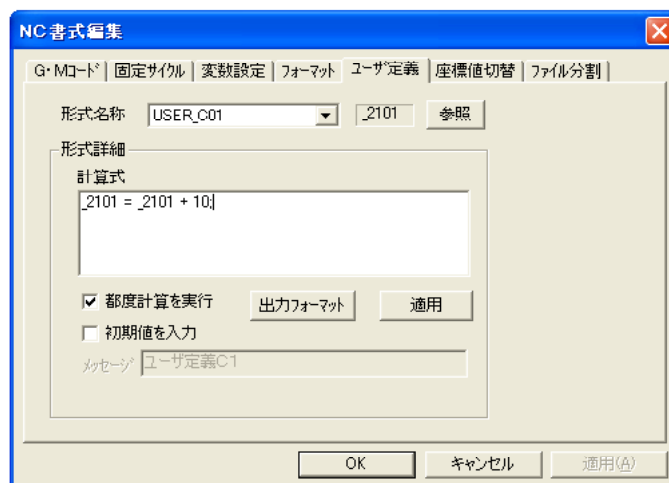 NC書式編集
G・Mコード 固定サイクル 変数設定 フォーマット ユーザ定義 座標値切替 ファイル分割
形式名称 USER_C01 _2101 参照
形式詳細
計算式
_2101 = _2101 + 10;
都度計算を実行 出力フォーマット 適用
初期値を入力
メッセージ ユーザ定義C1
OK キャンセル 適用(A)